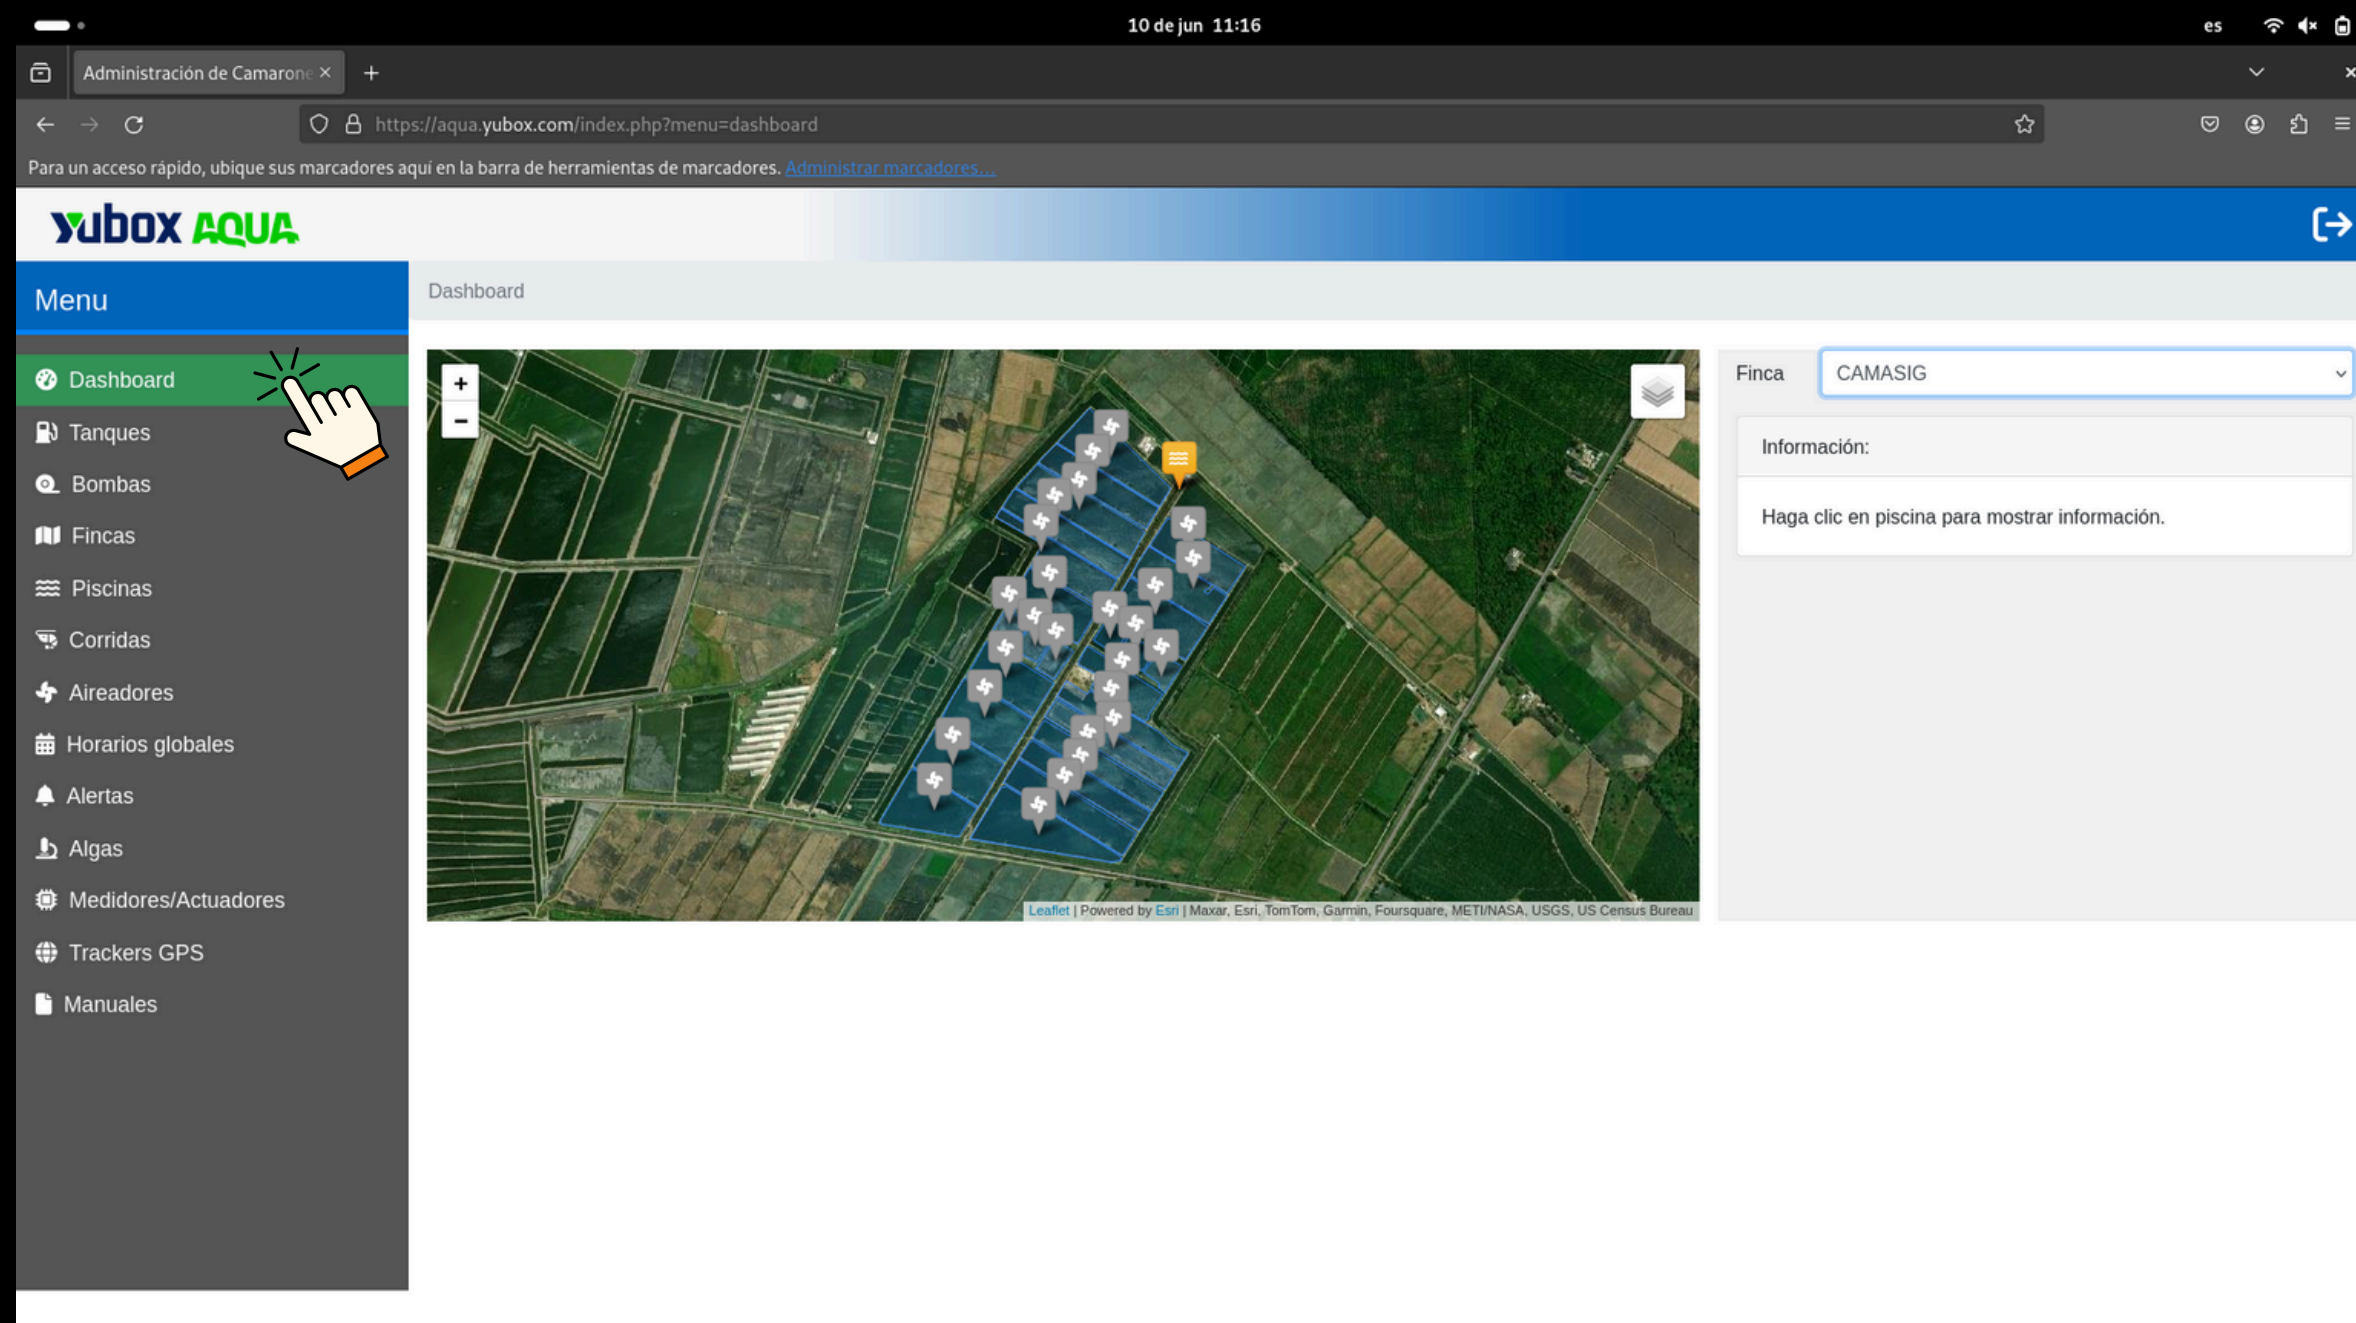 10 de jun 11:16
es
Administración de Camarone
https://aqua.yubox.com/index.php?menu=dashboard
Para un acceso rápido, ubique sus marcadores aquí en la barra de herramientas de marcadores. Administrar marcadores...
yubox AQUA
Menu
Dashboard
Dashboard
Tanques
Bombas
Fincas
Piscinas
Corridas
Aireadores
Horarios globales
Alertas
Algas
Medidores/Actuadores
Trackers GPS
Manuales
+
−
Leaflet | Powered by Esri | Maxar, Esri, TomTom, Garmin, Foursquare, METI/NASA, USGS, US Census Bureau
Finca CAMASIG
Información:
Haga clic en piscina para mostrar información.